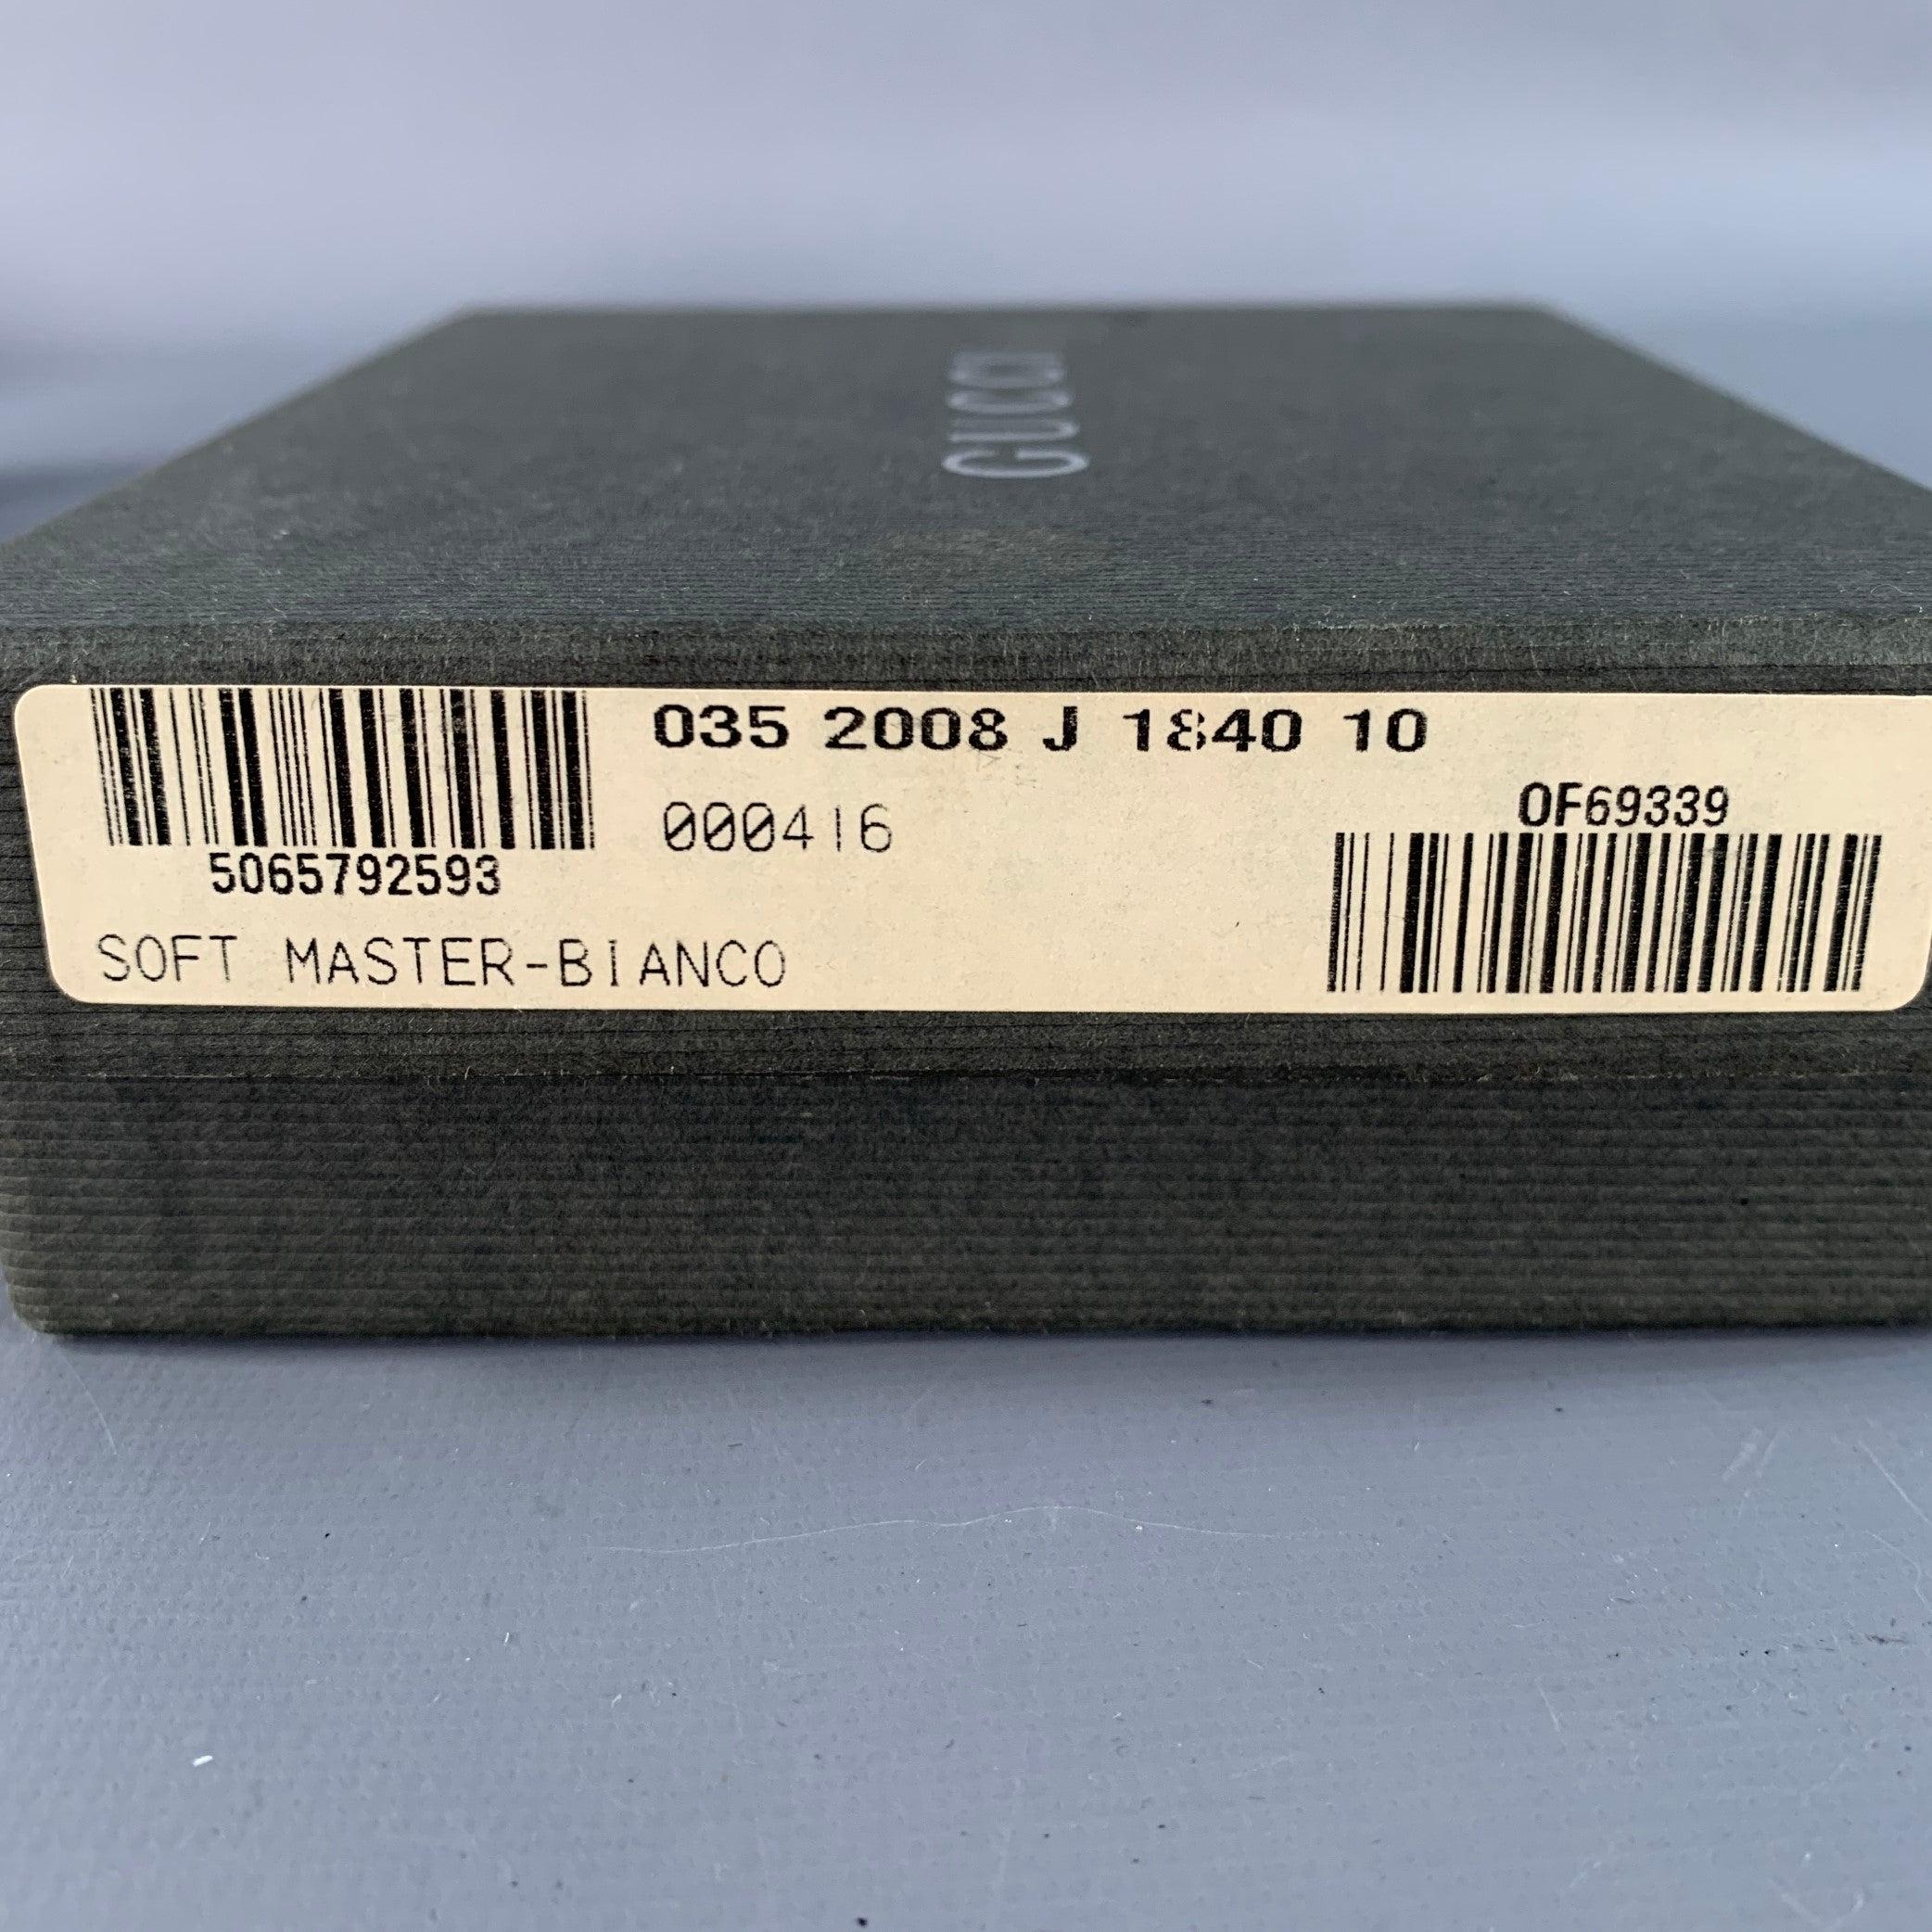 GUCCI
035 2008 J 1840 10
000416
5065792593
0F69339
SOFT MASTER-BIANCO